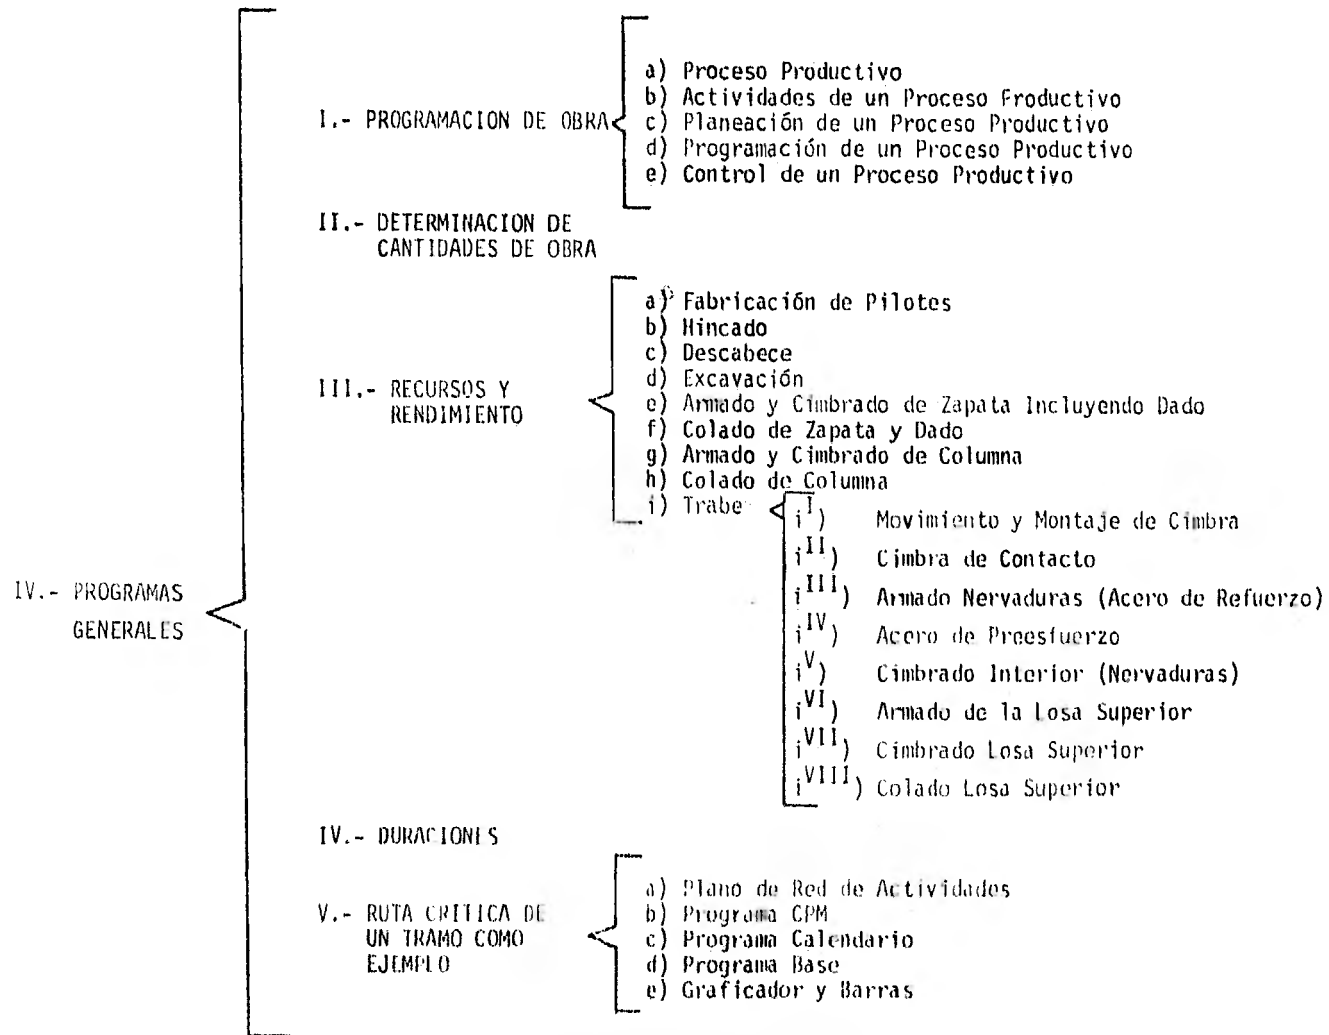 I.- PROGRAMACION DE OBRA
a) Proceso Productivo
b) Actividades de un Proceso Productivo
c) Planeación de un Proceso Productivo
d) Programación de un Proceso Productivo
e) Control de un Proceso Productivo
II.- DETERMINACION DE
CANTIDADES DE OBRA
III.- RECURSOS Y
RENDIMIENTO
a) Fabricación de Pilotes
b) Hincado
c) Descabece
d) Excavación
e) Armado y Cimbrado de Zapata Incluyendo Dado
f) Colado de Zapata y Dado
g) Armado y Cimbrado de Columna
h) Colado de Columna
i) Trabe
i^I) Movimiento y Montaje de Cimbra
i^II) Cimbra de Contacto
i^III) Armado Nervaduras (Acero de Refuerzo)
i^IV) Acero de Preesfuerzo
i^V) Cimbrado Interior (Nervaduras)
i^VI) Armado de la Losa Superior
i^VII) Cimbrado Losa Superior
i^VIII) Colado Losa Superior
IV.- PROGRAMAS
GENERALES
IV.- DURACIONES
V.- RUTA CRITICA DE
UN TRAMO COMO
EJEMPLO
a) Plano de Red de Actividades
b) Programa CPM
c) Programa Calendario
d) Programa Base
e) Graficador y Barras